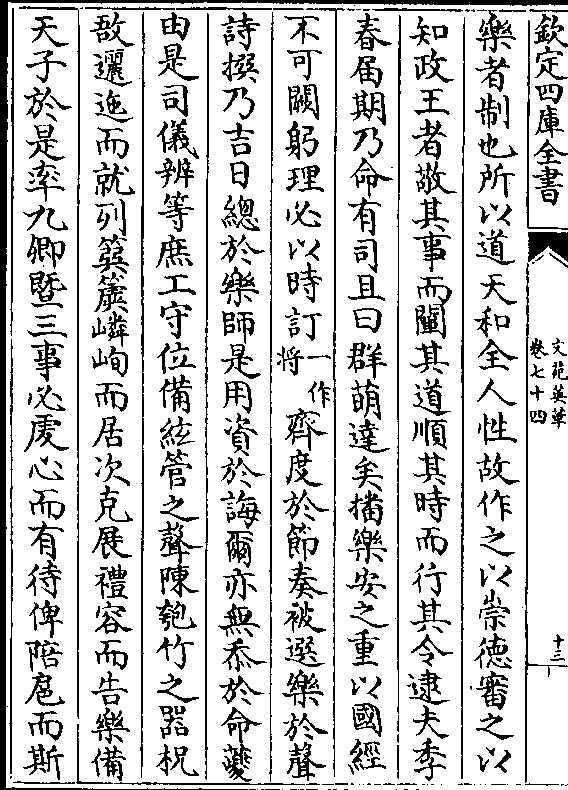 欽定四庫全書
文苑英華
卷七十四
十三
樂者制也所以道天和全人性故作之以崇德審之以
知政王者敬其事而闡其道順其時而行其令逮夫季
春届期乃命有司且曰群萌達矣播樂安之重以國經
不可闕躬理必以時訂一作將齊度於節奏被選樂於聲
詩撰乃吉日總於樂師是用資於誨爾亦無忝於命夔
由是司儀辨等庶工守位備絃管之聲陳匏竹之器柷
敔邐迤而就列簨簴嶙峋而居次克展禮容而告樂備
天子於是率九卿暨三事必虔心而有待俾陪扈而斯